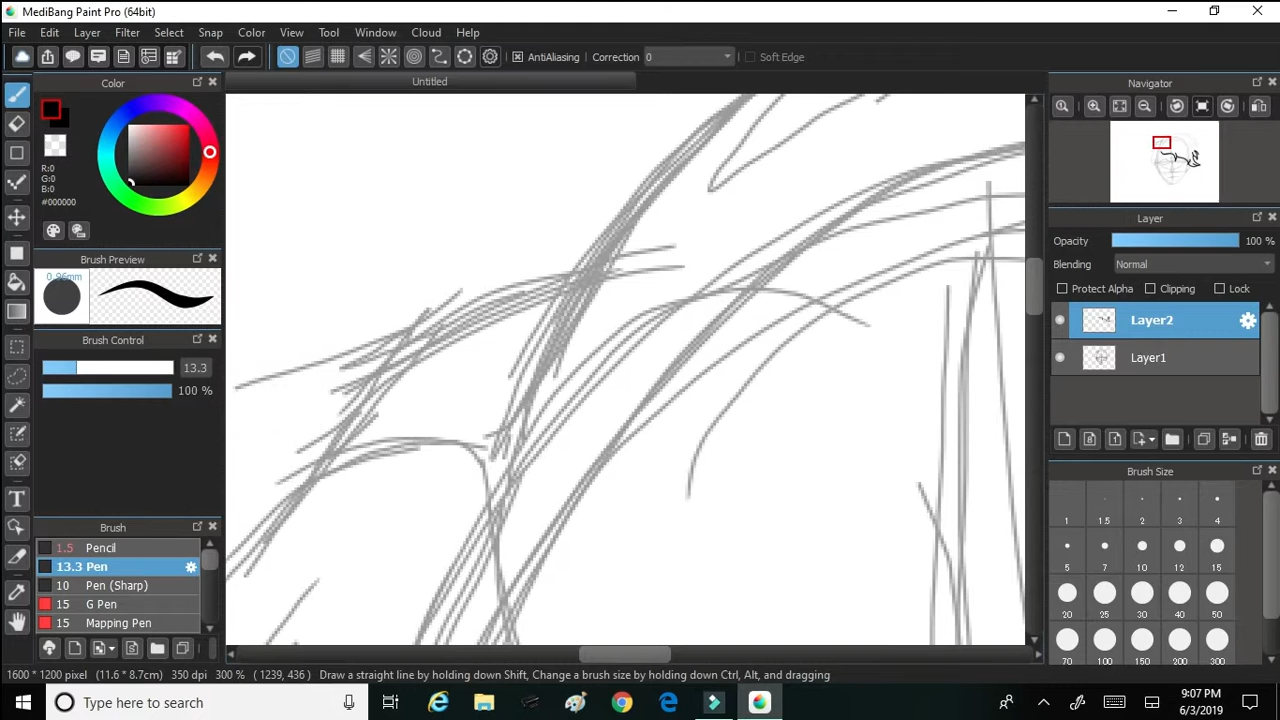 MediBang Paint Pro (64bit)
File Edit Layer Filter Select Snap Color View Tool Window Cloud Help
AntiAliasing Correction 0 Soft Edge
Color
Untitled
Navigator
R:0
G:0
B:0
#000000
Layer
Opacity 100 %
Blending Normal
Brush Preview
0.96mm
Protect Alpha Clipping Lock
Layer2
Brush Control
Layer1
13.3
100 %
Brush Size
Brush
1.5 Pencil
13.3 Pen
10 Pen (Sharp)
15 G Pen
15 Mapping Pen
1 1.5 2 3 4
5 7 10 12 15
20 25 30 40 50
70 100 150 200 300
1600 * 1200 pixel (11.6 * 8.7cm) 350 dpi 300 % ( 1239, 436 ) Draw a straight line by holding down Shift, Change a brush size by holding down Ctrl, Alt, and dragging
Type here to search
9:07 PM
6/3/2019